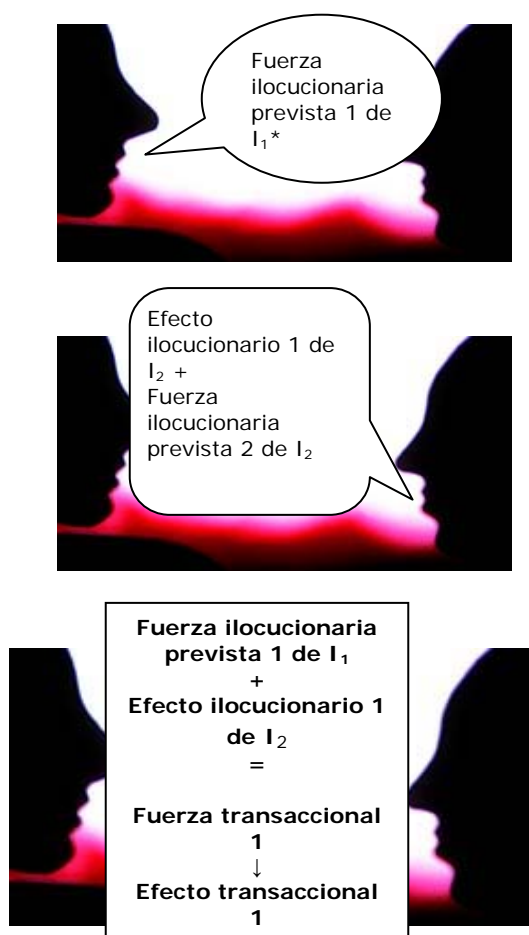 Fuerza
ilocucionaria
prevista 1 de
I₁*
Efecto
ilocucionario 1 de
I₂ +
Fuerza
ilocucionaria
prevista 2 de I₂
Fuerza ilocucionaria
prevista 1 de I₁
+
Efecto ilocucionario 1
de I₂
=
Fuerza transaccional
1
↓
Efecto transaccional
1